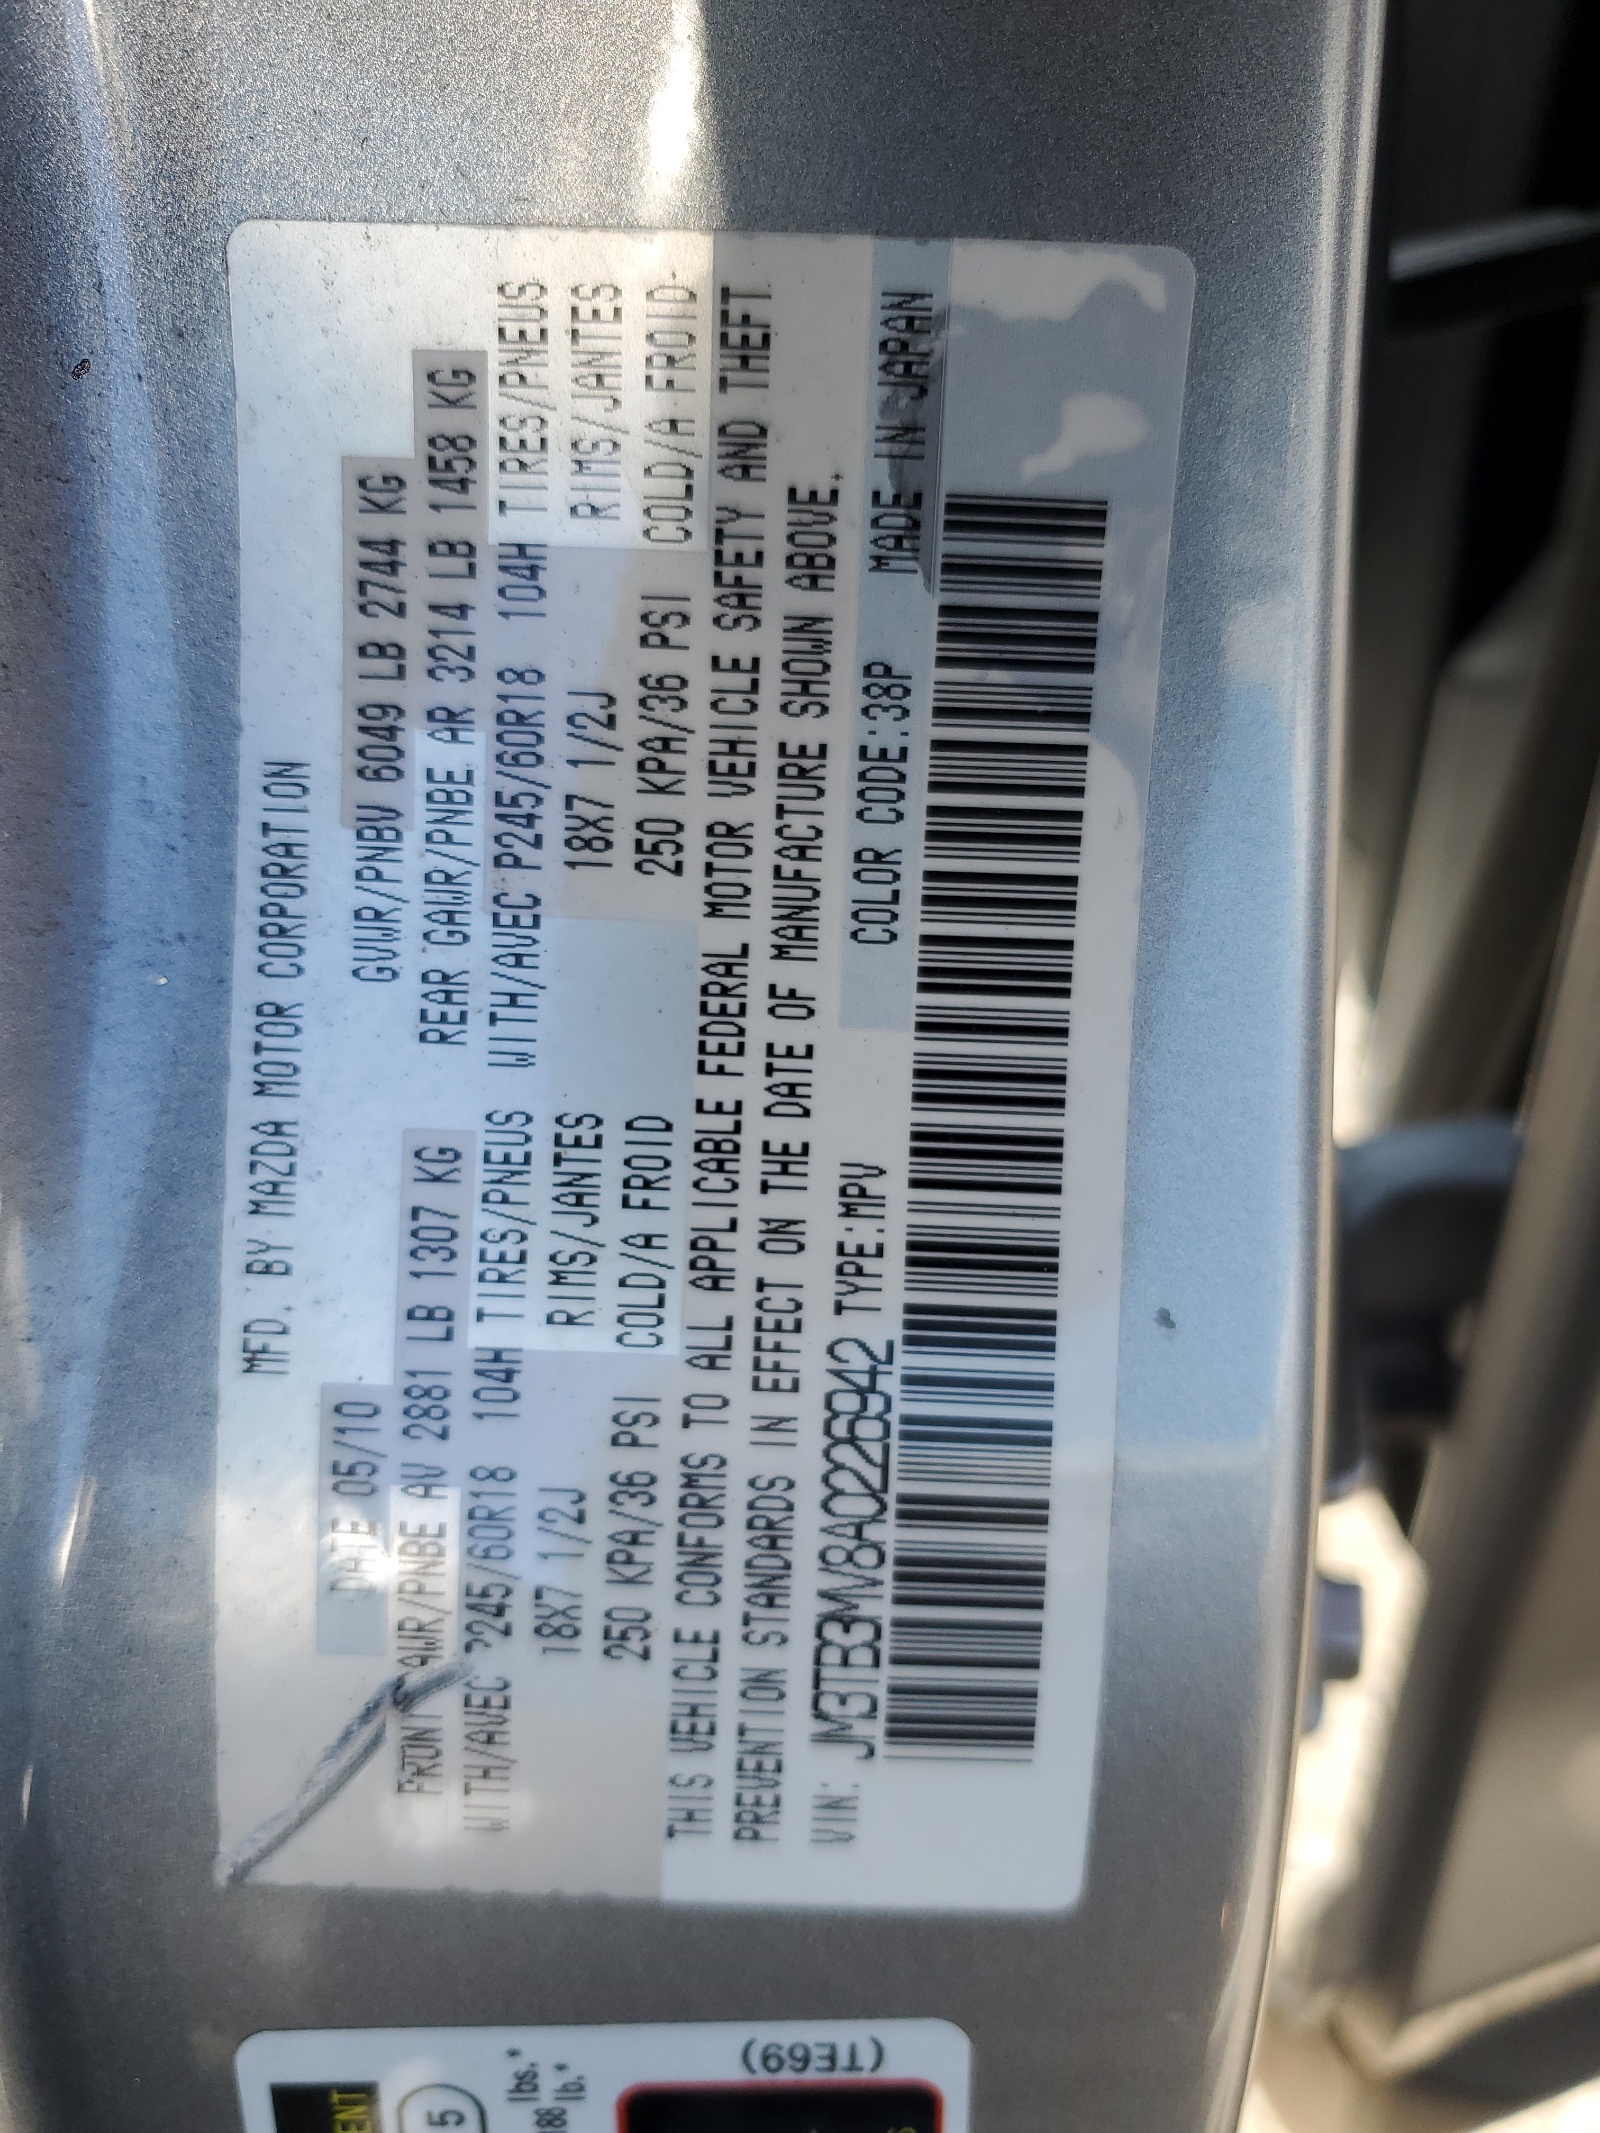 MFD. BY MAZDA MOTOR CORPORATION
DATE 05/10 GVWR/PNBV 6049 LB 2744 KG
FRONT GAWR/PNBE AV 2881 LB 1307 KG REAR GAWR/PNBE AR 3214 LB 1458 KG
WITH/AVEC P245/60R18 104H TIRES/PNEUS WITH/AVEC P245/60R18 104H TIRES/PNEUS
18X7 1/2J RIMS/JANTES 18X7 1/2J RIMS/JANTES
250 KPA/36 PSI COLD/A FROID 250 KPA/36 PSI COLD/A FROID
THIS VEHICLE CONFORMS TO ALL APPLICABLE FEDERAL MOTOR VEHICLE SAFETY AND THEFT
PREVENTION STANDARDS IN EFFECT ON THE DATE OF MANUFACTURE SHOWN ABOVE.
VIN: JM3TB3MV8A0226942 TYPE:MPV COLOR CODE:38P MADE IN JAPAN
(TE69)
ENT
5
lbs.*
lb.*